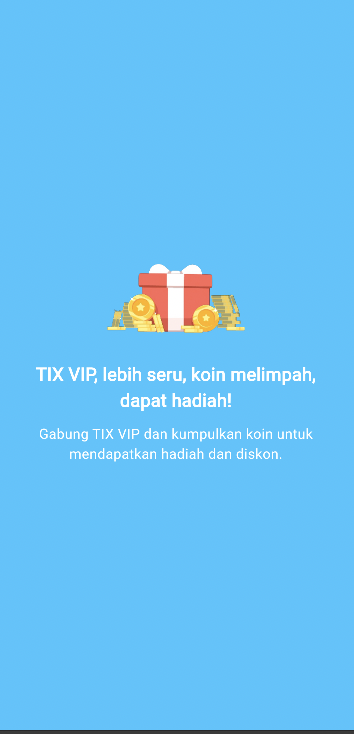 TIX VIP, lebih seru, koin melimpah,
dapat hadiah!
Gabung TIX VIP dan kumpulkan koin untuk
mendapatkan hadiah dan diskon.